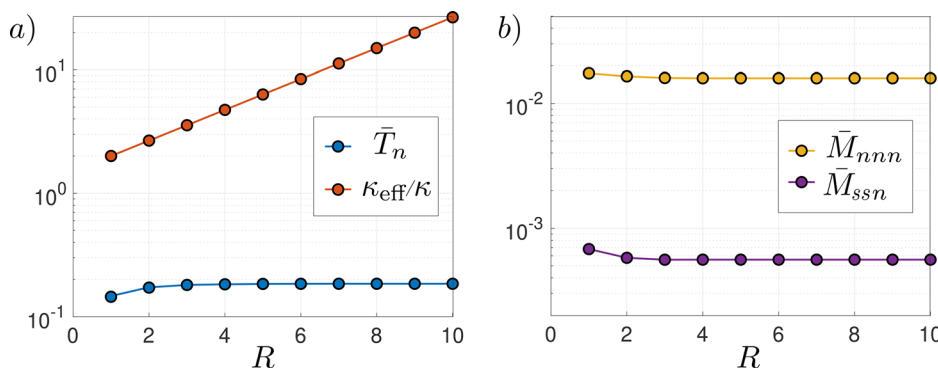 a)
10^1
10^0
10^-1
0 2 4 6 8 10
R
T̄_n
κ_eff/κ
b)
10^-2
10^-3
0 2 4 6 8 10
R
M̄_nnn
M̄_ssn